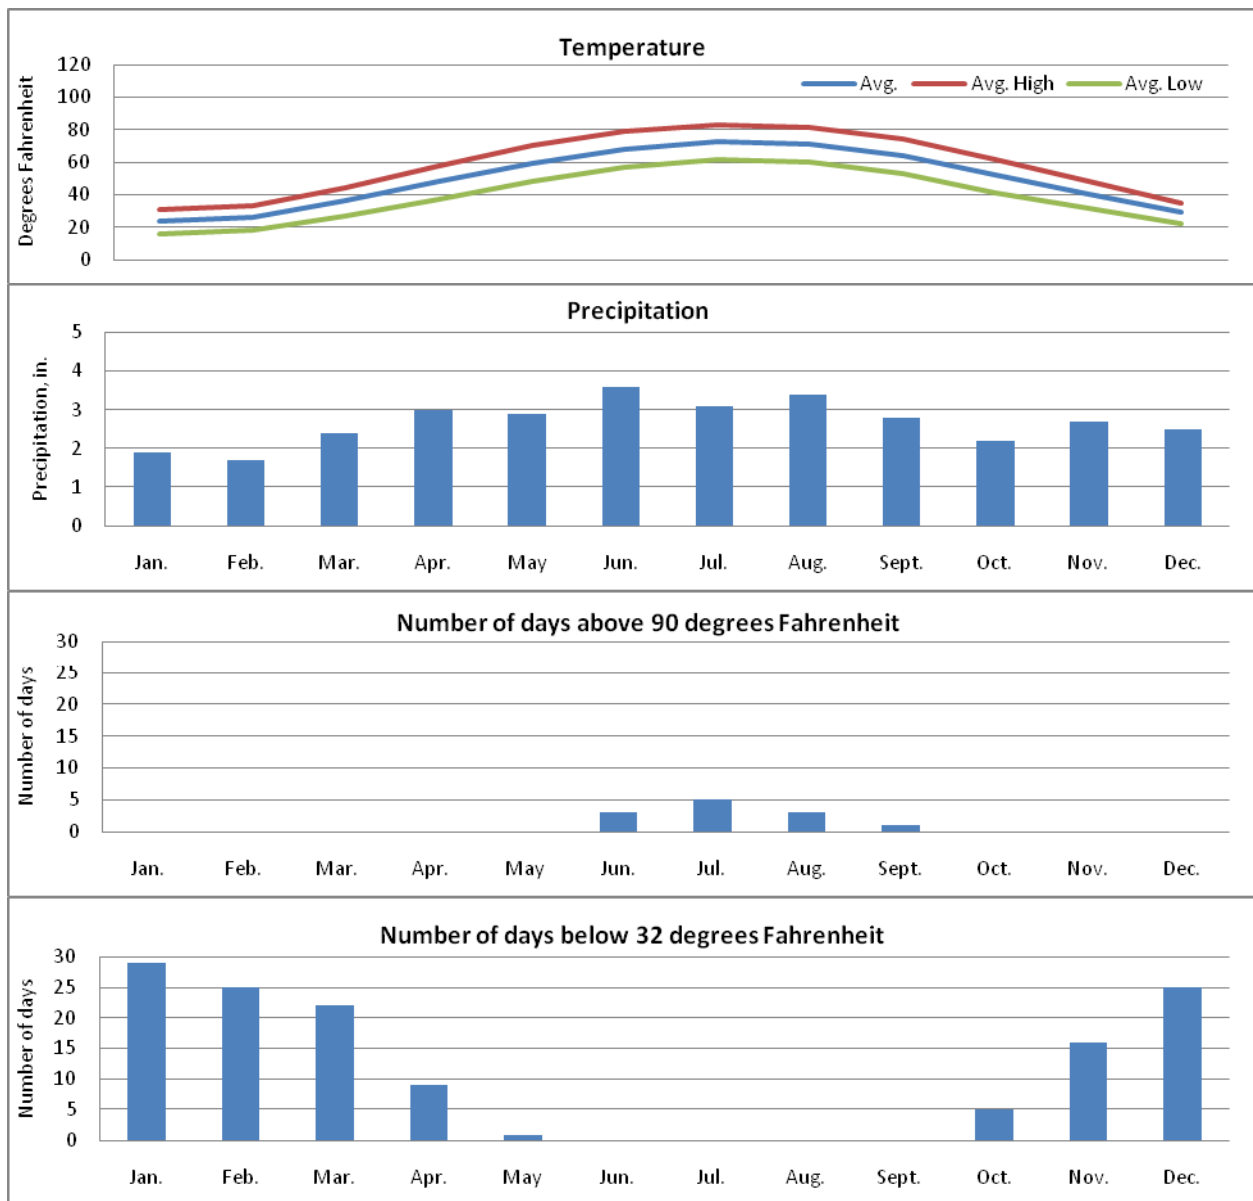 Temperature
Degrees Fahrenheit
120
100
80
60
40
20
0
Avg. Avg. High Avg. Low
Precipitation
Precipitation, in.
5
4
3
2
1
0
Jan. Feb. Mar. Apr. May Jun. Jul. Aug. Sept. Oct. Nov. Dec.
Number of days above 90 degrees Fahrenheit
Number of days
30
25
20
15
10
5
0
Jan. Feb. Mar. Apr. May Jun. Jul. Aug. Sept. Oct. Nov. Dec.
Number of days below 32 degrees Fahrenheit
Number of days
30
25
20
15
10
5
0
Jan. Feb. Mar. Apr. May Jun. Jul. Aug. Sept. Oct. Nov. Dec.